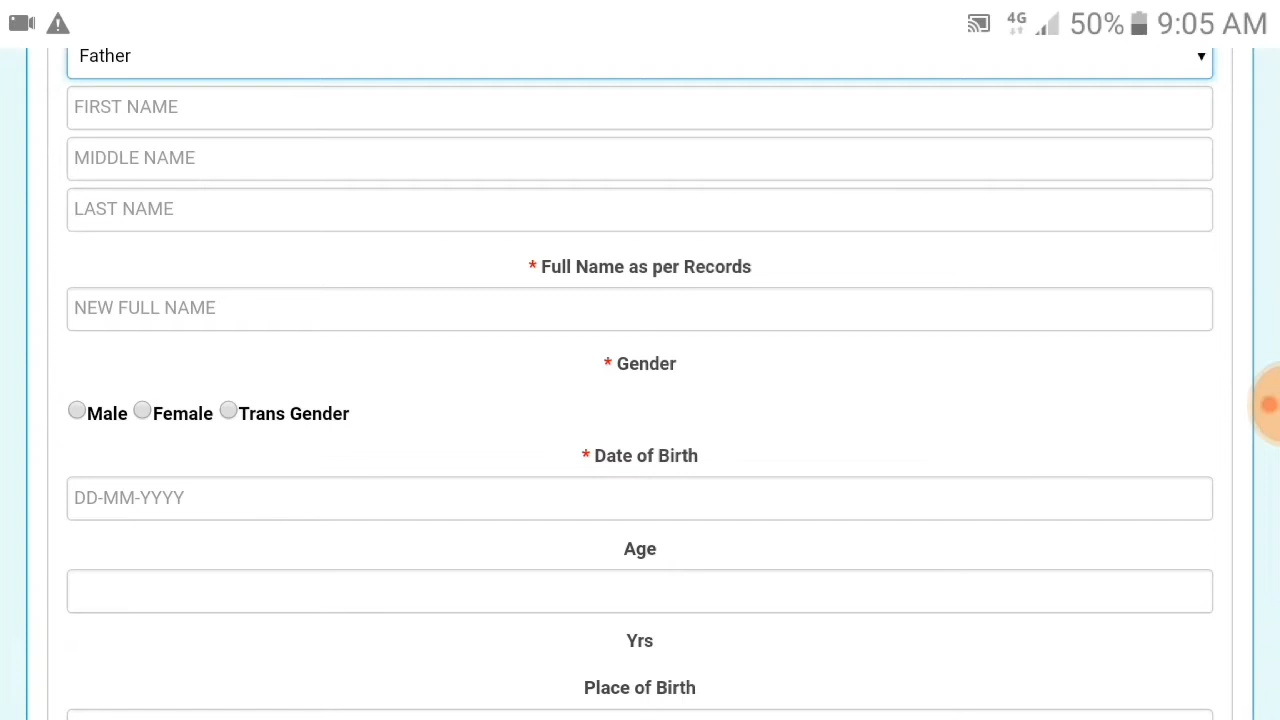 4G 50% 9:05 AM
Father
FIRST NAME
MIDDLE NAME
LAST NAME
* Full Name as per Records
NEW FULL NAME
* Gender
Male Female Trans Gender
* Date of Birth
DD-MM-YYYY
Age
Yrs
Place of Birth